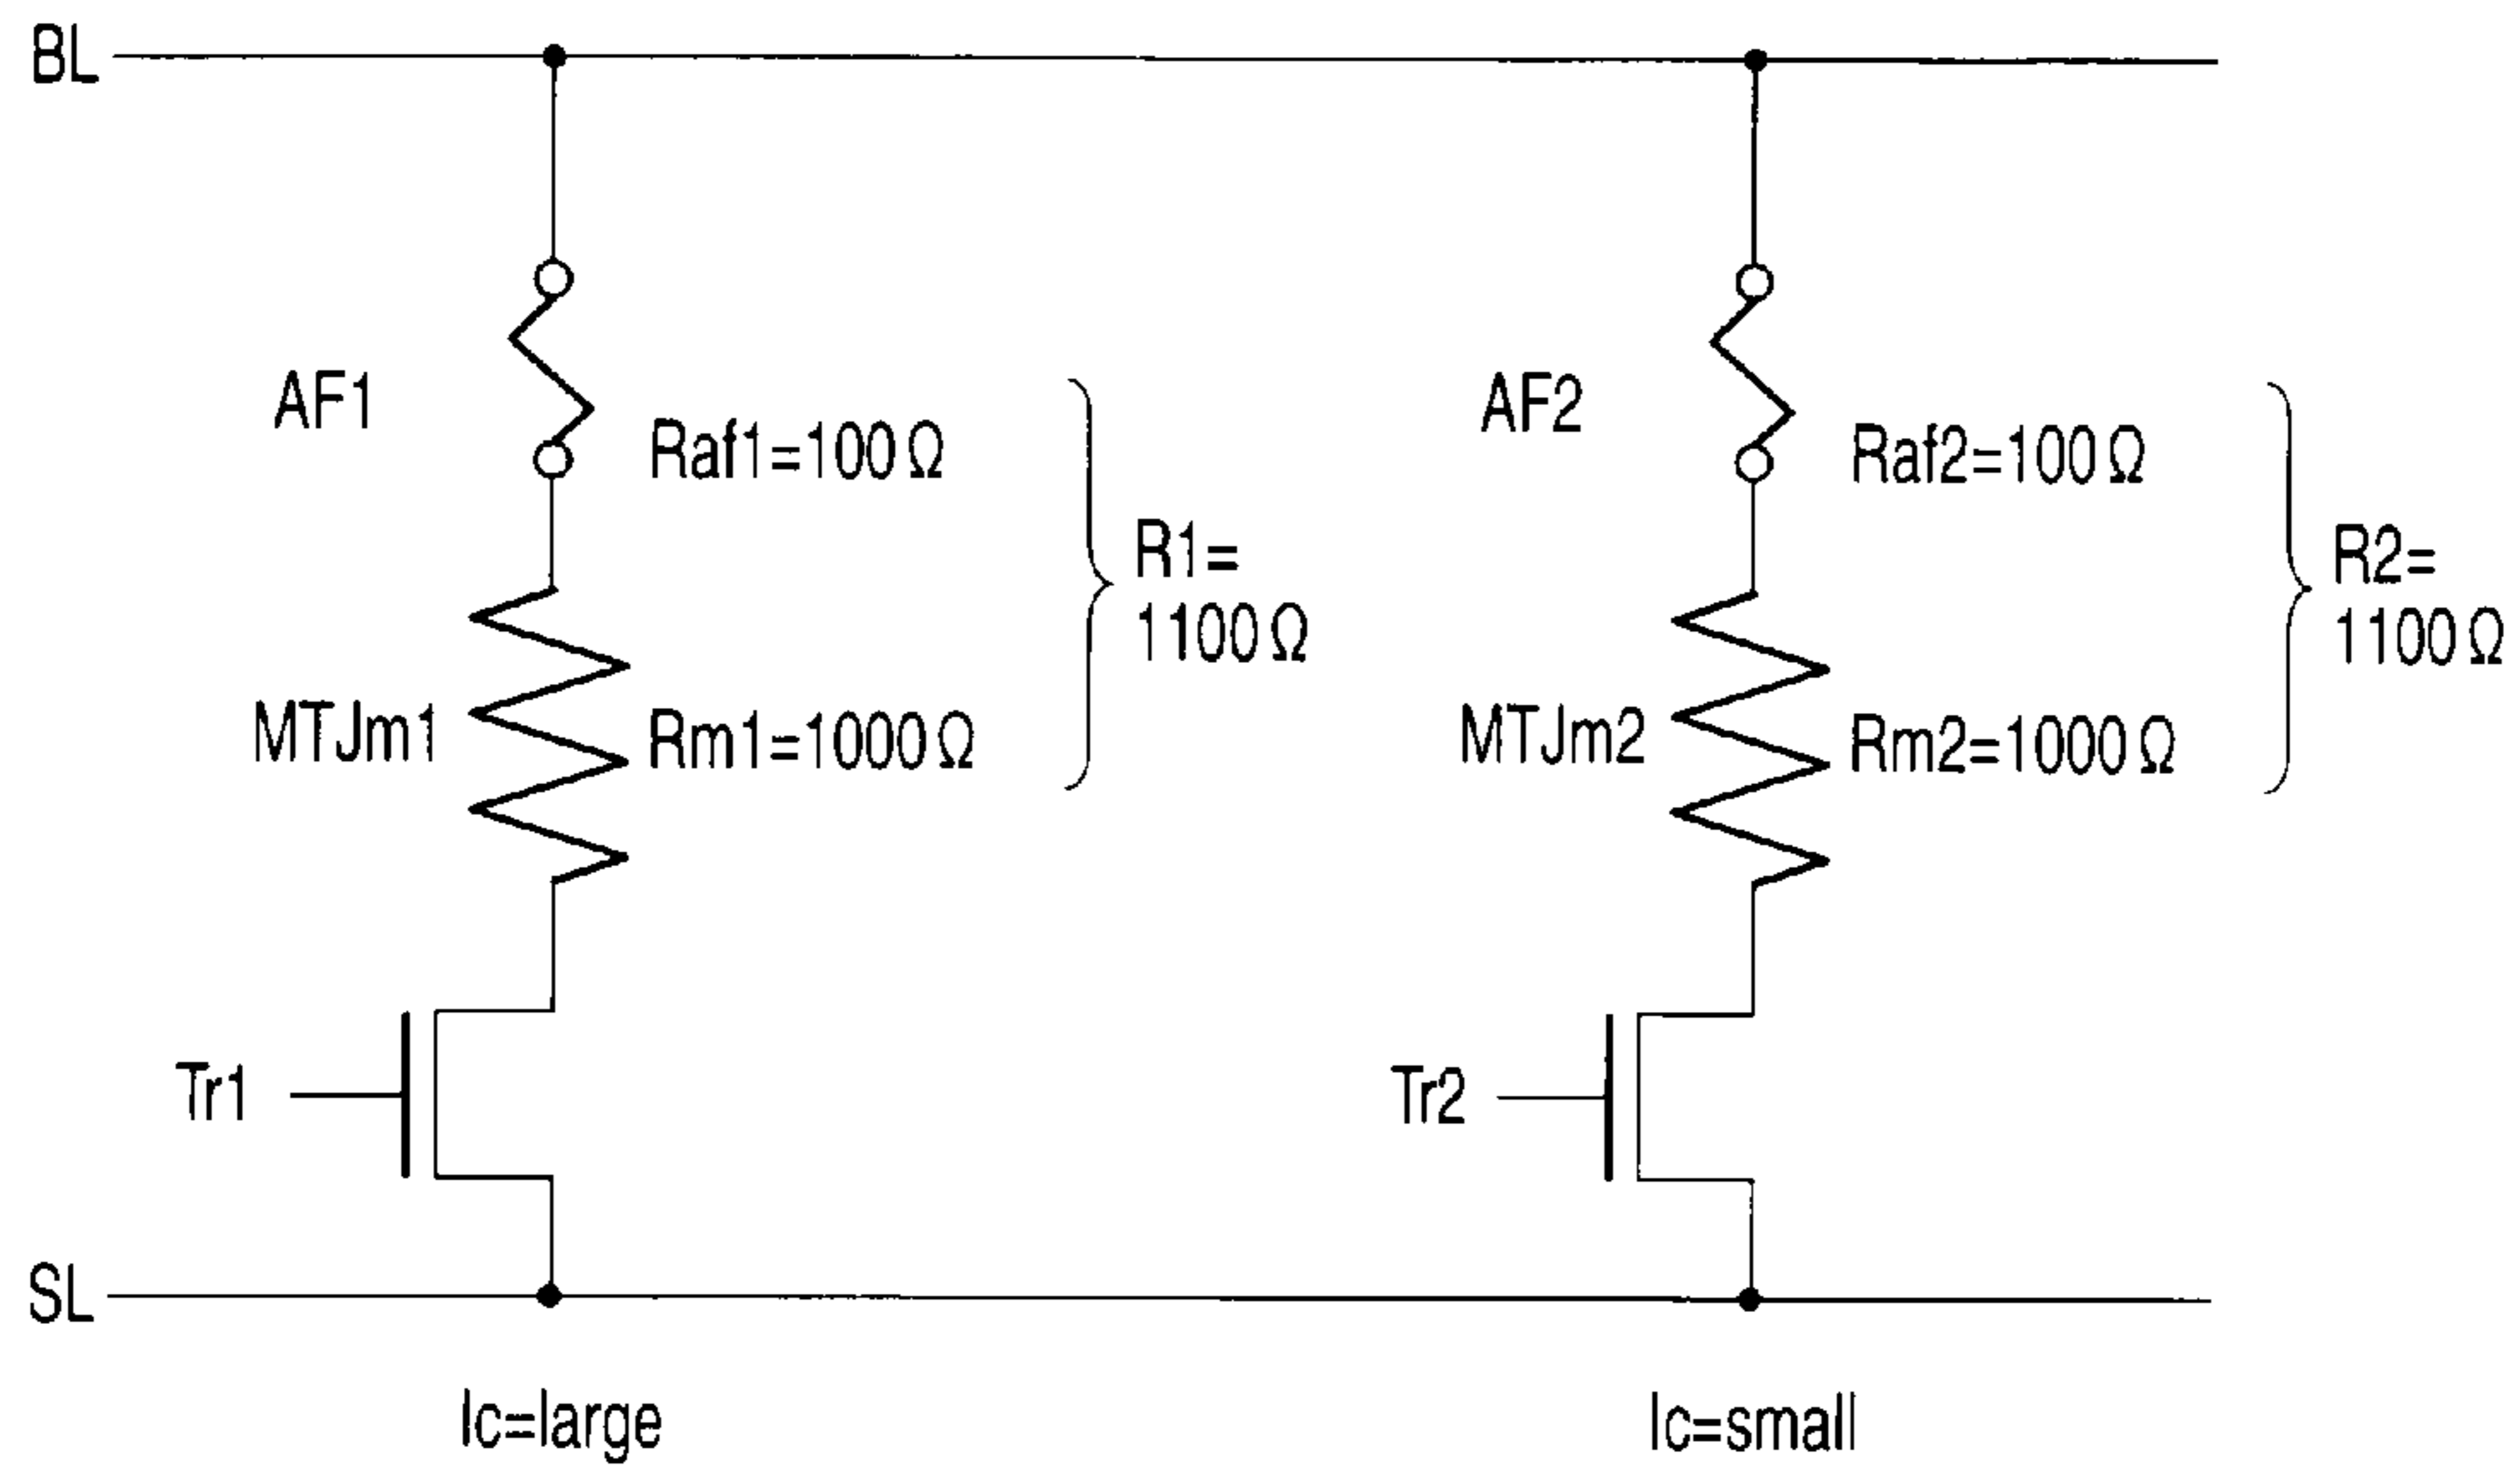 BL
AF1
Raf1=100Ω
R1=
1100Ω
MTJm1
Rm1=1000Ω
AF2
Raf2=100Ω
R2=
1100Ω
MTJm2
Rm2=1000Ω
Tr1
Tr2
SL
Ic=large
Ic=small